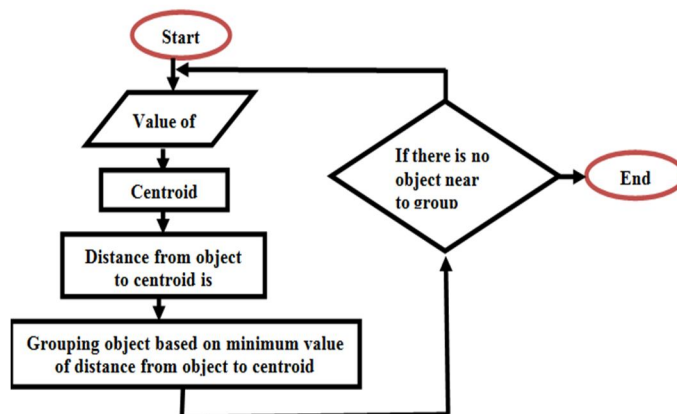 Start
Value of
Centroid
Distance from object
to centroid is
Grouping object based on minimum value
of distance from object to centroid
If there is no
object near
to group
End